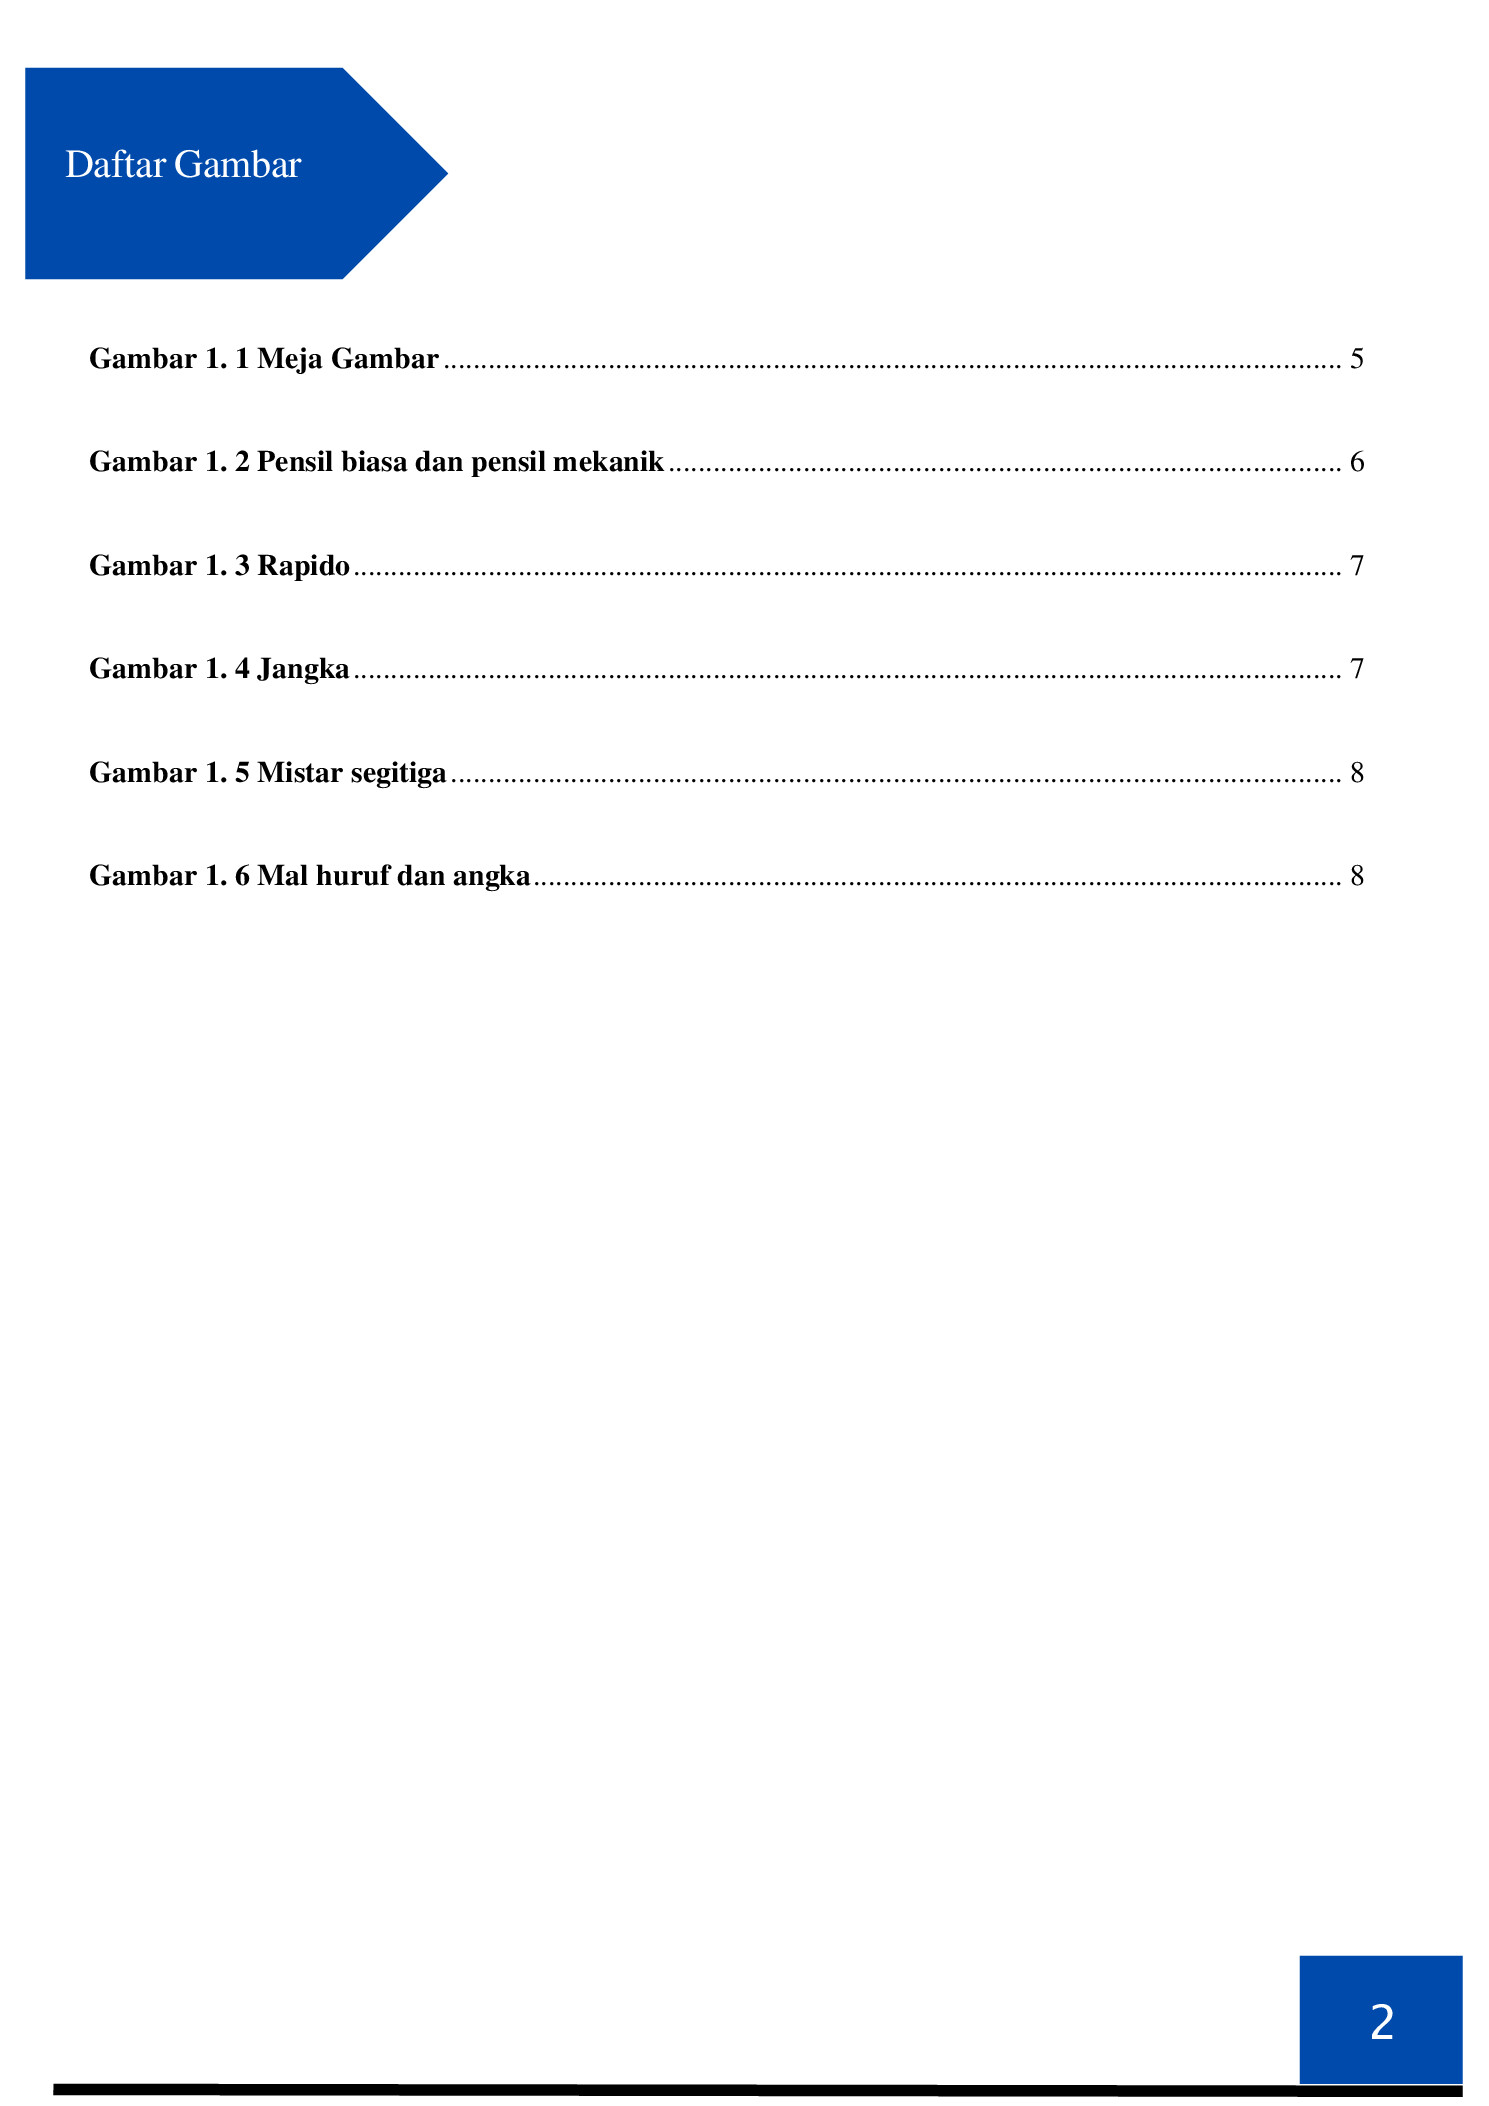 Daftar Gambar
Gambar 1. 1 Meja Gambar ........................................................................................................................ 5
Gambar 1. 2 Pensil biasa dan pensil mekanik .......................................................................................... 6
Gambar 1. 3 Rapido .................................................................................................................................... 7
Gambar 1. 4 Jangka .................................................................................................................................... 7
Gambar 1. 5 Mistar segitiga ....................................................................................................................... 8
Gambar 1. 6 Mal huruf dan angka ............................................................................................................ 8
2